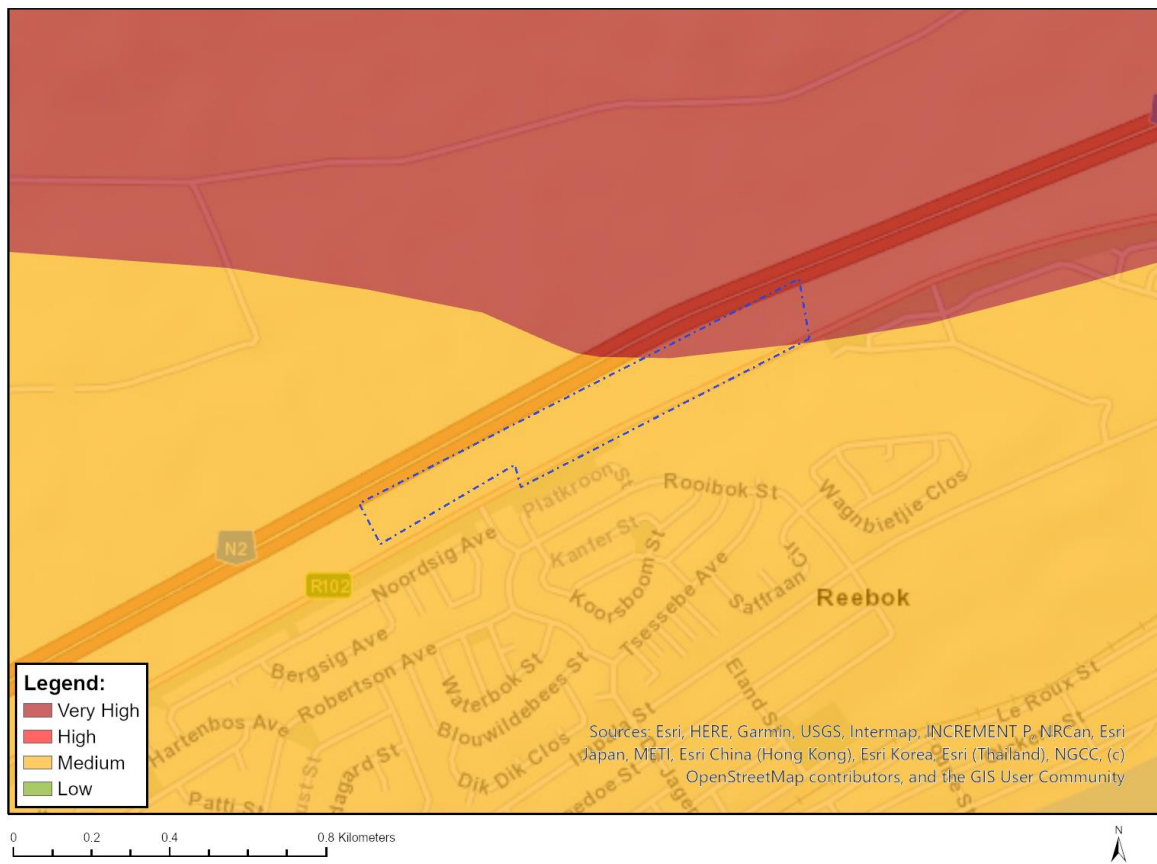 N2
R102
Platkroon St
Rooibok St
Wagnbietjie Clos
Kanfer St
Noordsig Ave
Koorsboom St
Tsessebe Ave
Saffraan Cir
Reebok
Bergsig Ave
Robertson Ave
Waterbok St
Blouwildebees St
Eland St
Le Roux St
Hartenbos Ave
Impala St
Dik Dik Clos
Patti St
Legend:
Very High
High
Medium
Low
Sources: Esri, HERE, Garmin, USGS, Intermap, INCREMENT P, NRCan, Esri
Japan, METI, Esri China (Hong Kong), Esri Korea, Esri (Thailand), NGCC, (c)
OpenStreetMap contributors, and the GIS User Community
0 0.2 0.4 0.8 Kilometers
N